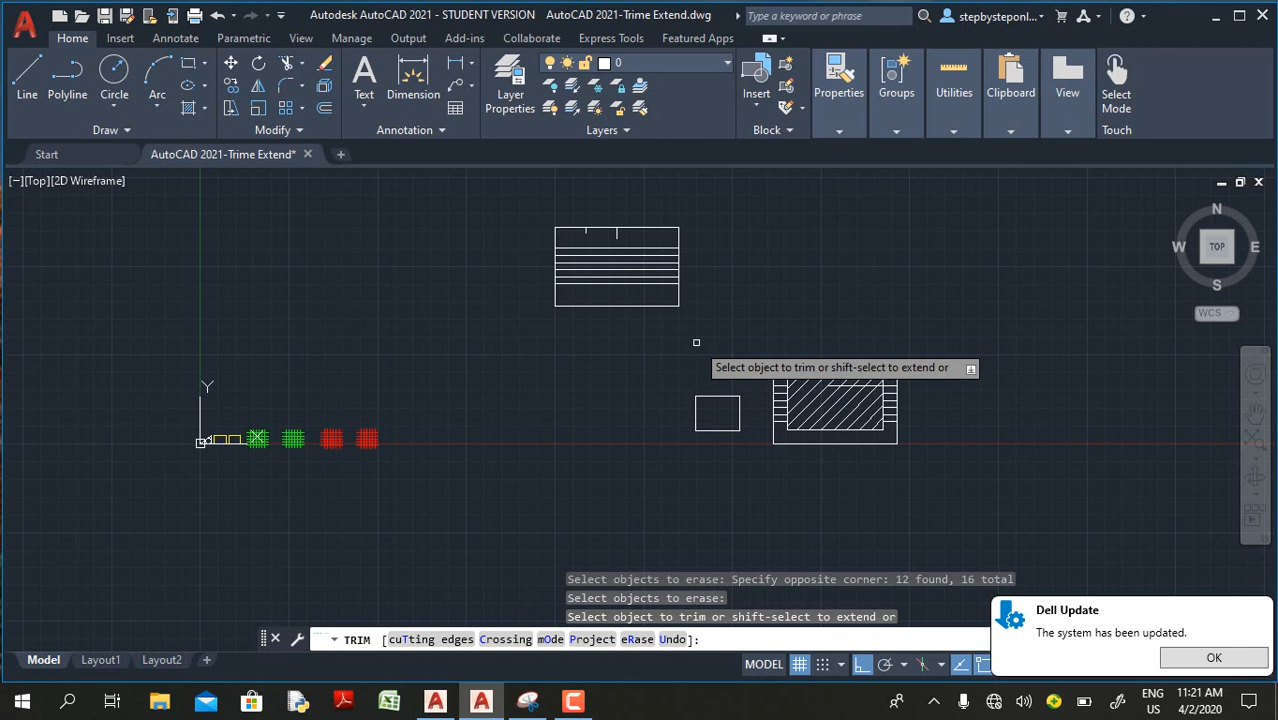 Autodesk AutoCAD 2021 - STUDENT VERSION AutoCAD 2021-Trime Extend.dwg
Type a keyword or phrase
stepbysteponl...
Home Insert Annotate Parametric View Manage Output Add-ins Collaborate Express Tools Featured Apps
0
Line Polyline Circle Arc
Text Dimension
Layer Properties
Insert
Properties Groups Utilities Clipboard View
Select Mode
Draw Modify Annotation Layers Block Touch
Start AutoCAD 2021-Trime Extend*
[−][Top][2D Wireframe]
N
W TOP E
S
WCS
Select object to trim or shift-select to extend or
Y
Select objects to erase: Specify opposite corner: 12 found, 16 total
Select objects to erase:
Select object to trim or shift-select to extend or
TRIM [cuTting edges Crossing mOde Project eRase Undo]:
Dell Update
The system has been updated.
OK
Model Layout1 Layout2
MODEL
ENG
US
11:21 AM
4/2/2020